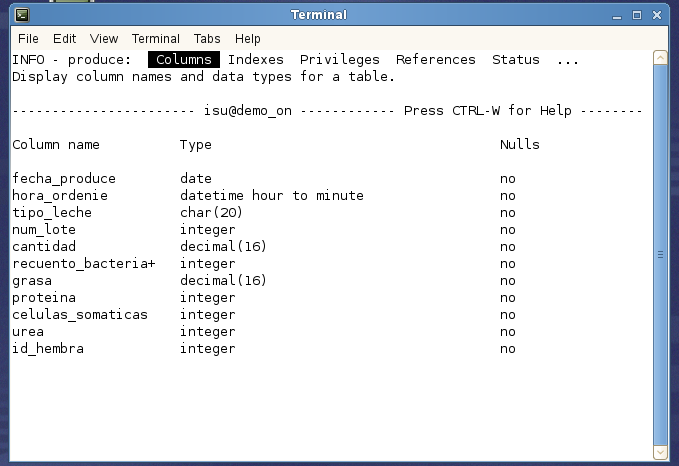 Terminal
File Edit View Terminal Tabs Help
INFO - produce: Columns Indexes Privileges References Status ...
Display column names and data types for a table.
----------------------- isu@demo_on ------------ Press CTRL-W for Help --------
Column name Type Nulls
fecha_produce date no
hora_ordenie datetime hour to minute no
tipo_leche char(20) no
num_lote integer no
cantidad decimal(16) no
recuento_bacteria+ integer no
grasa decimal(16) no
proteina integer no
celulas_somaticas integer no
urea integer no
id_hembra integer no